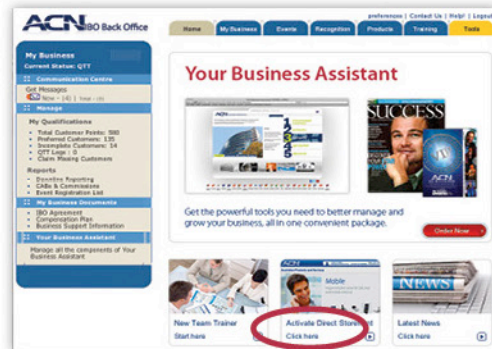 ACN IBO Back Office
preferences | Contact Us | Help! | Logout
Home
My Business
Events
Recognition
Products
Training
Tools
My Business
Current Status: QTT
Communication Centre
Get Messages
New - (4) |
Manage
My Qualifications
• Total Customer Points: 580
• Preferred Customers: 135
• Incomplete Customers: 14
• QTT Legs : 0
• Claim Missing Customers
Reports
• Downline Reporting
• CABs & Commissions
• Event Registration List
My Business Documents
• IBO Agreement
• Compensation Plan
• Business Support Information
Your Business Assistant
Manage all the components of Your
Business Assistant
Your Business Assistant
SUCCESS
Get the powerful tools you need to better manage and
grow your business, all in one convenient package.
Order Now
ACN
Mobile
NEWS
New Team Trainer
Start here
Activate Direct Storefront
Click here
Latest News
Click here